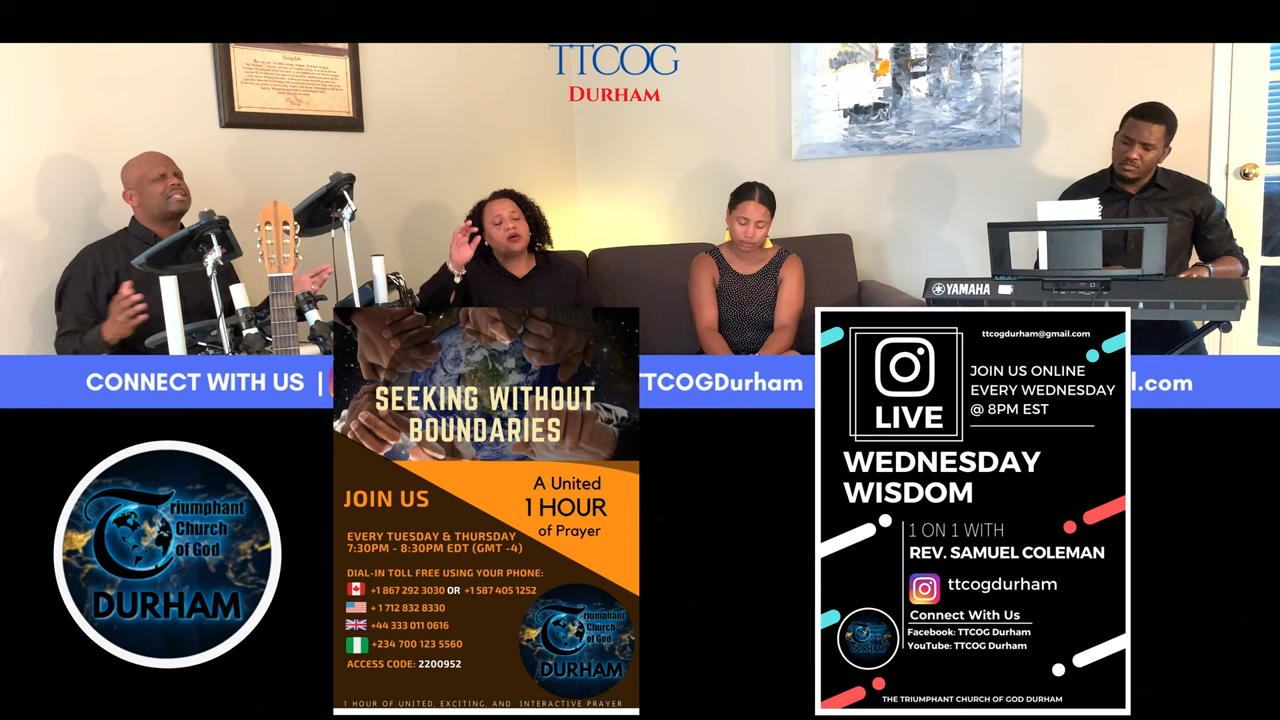 TTCOG
DURHAM
YAMAHA
CONNECT WITH US |
TTCOGDurham
l.com
Triumphant
Church
of God
DURHAM
SEEKING WITHOUT
BOUNDARIES
JOIN US
A United
1 HOUR
of Prayer
EVERY TUESDAY & THURSDAY
7:30PM - 8:30PM EDT (GMT -4)
DIAL-IN TOLL FREE USING YOUR PHONE:
+1 867 292 3030 OR +1 587 405 1252
+ 1 712 832 8330
+44 333 011 0616
+234 700 123 5560
ACCESS CODE: 2200952
Triumphant
Church
of God
DURHAM
1 HOUR OF UNITED, EXCITING, AND INTERACTIVE PRAYER
ttcogdurham@gmail.com
LIVE
JOIN US ONLINE
EVERY WEDNESDAY
@ 8PM EST
WEDNESDAY
WISDOM
1 ON 1 WITH
REV. SAMUEL COLEMAN
ttcogdurham
Connect With Us
Facebook: TTCOG Durham
YouTube: TTCOG Durham
DURHAM
THE TRIUMPHANT CHURCH OF GOD DURHAM